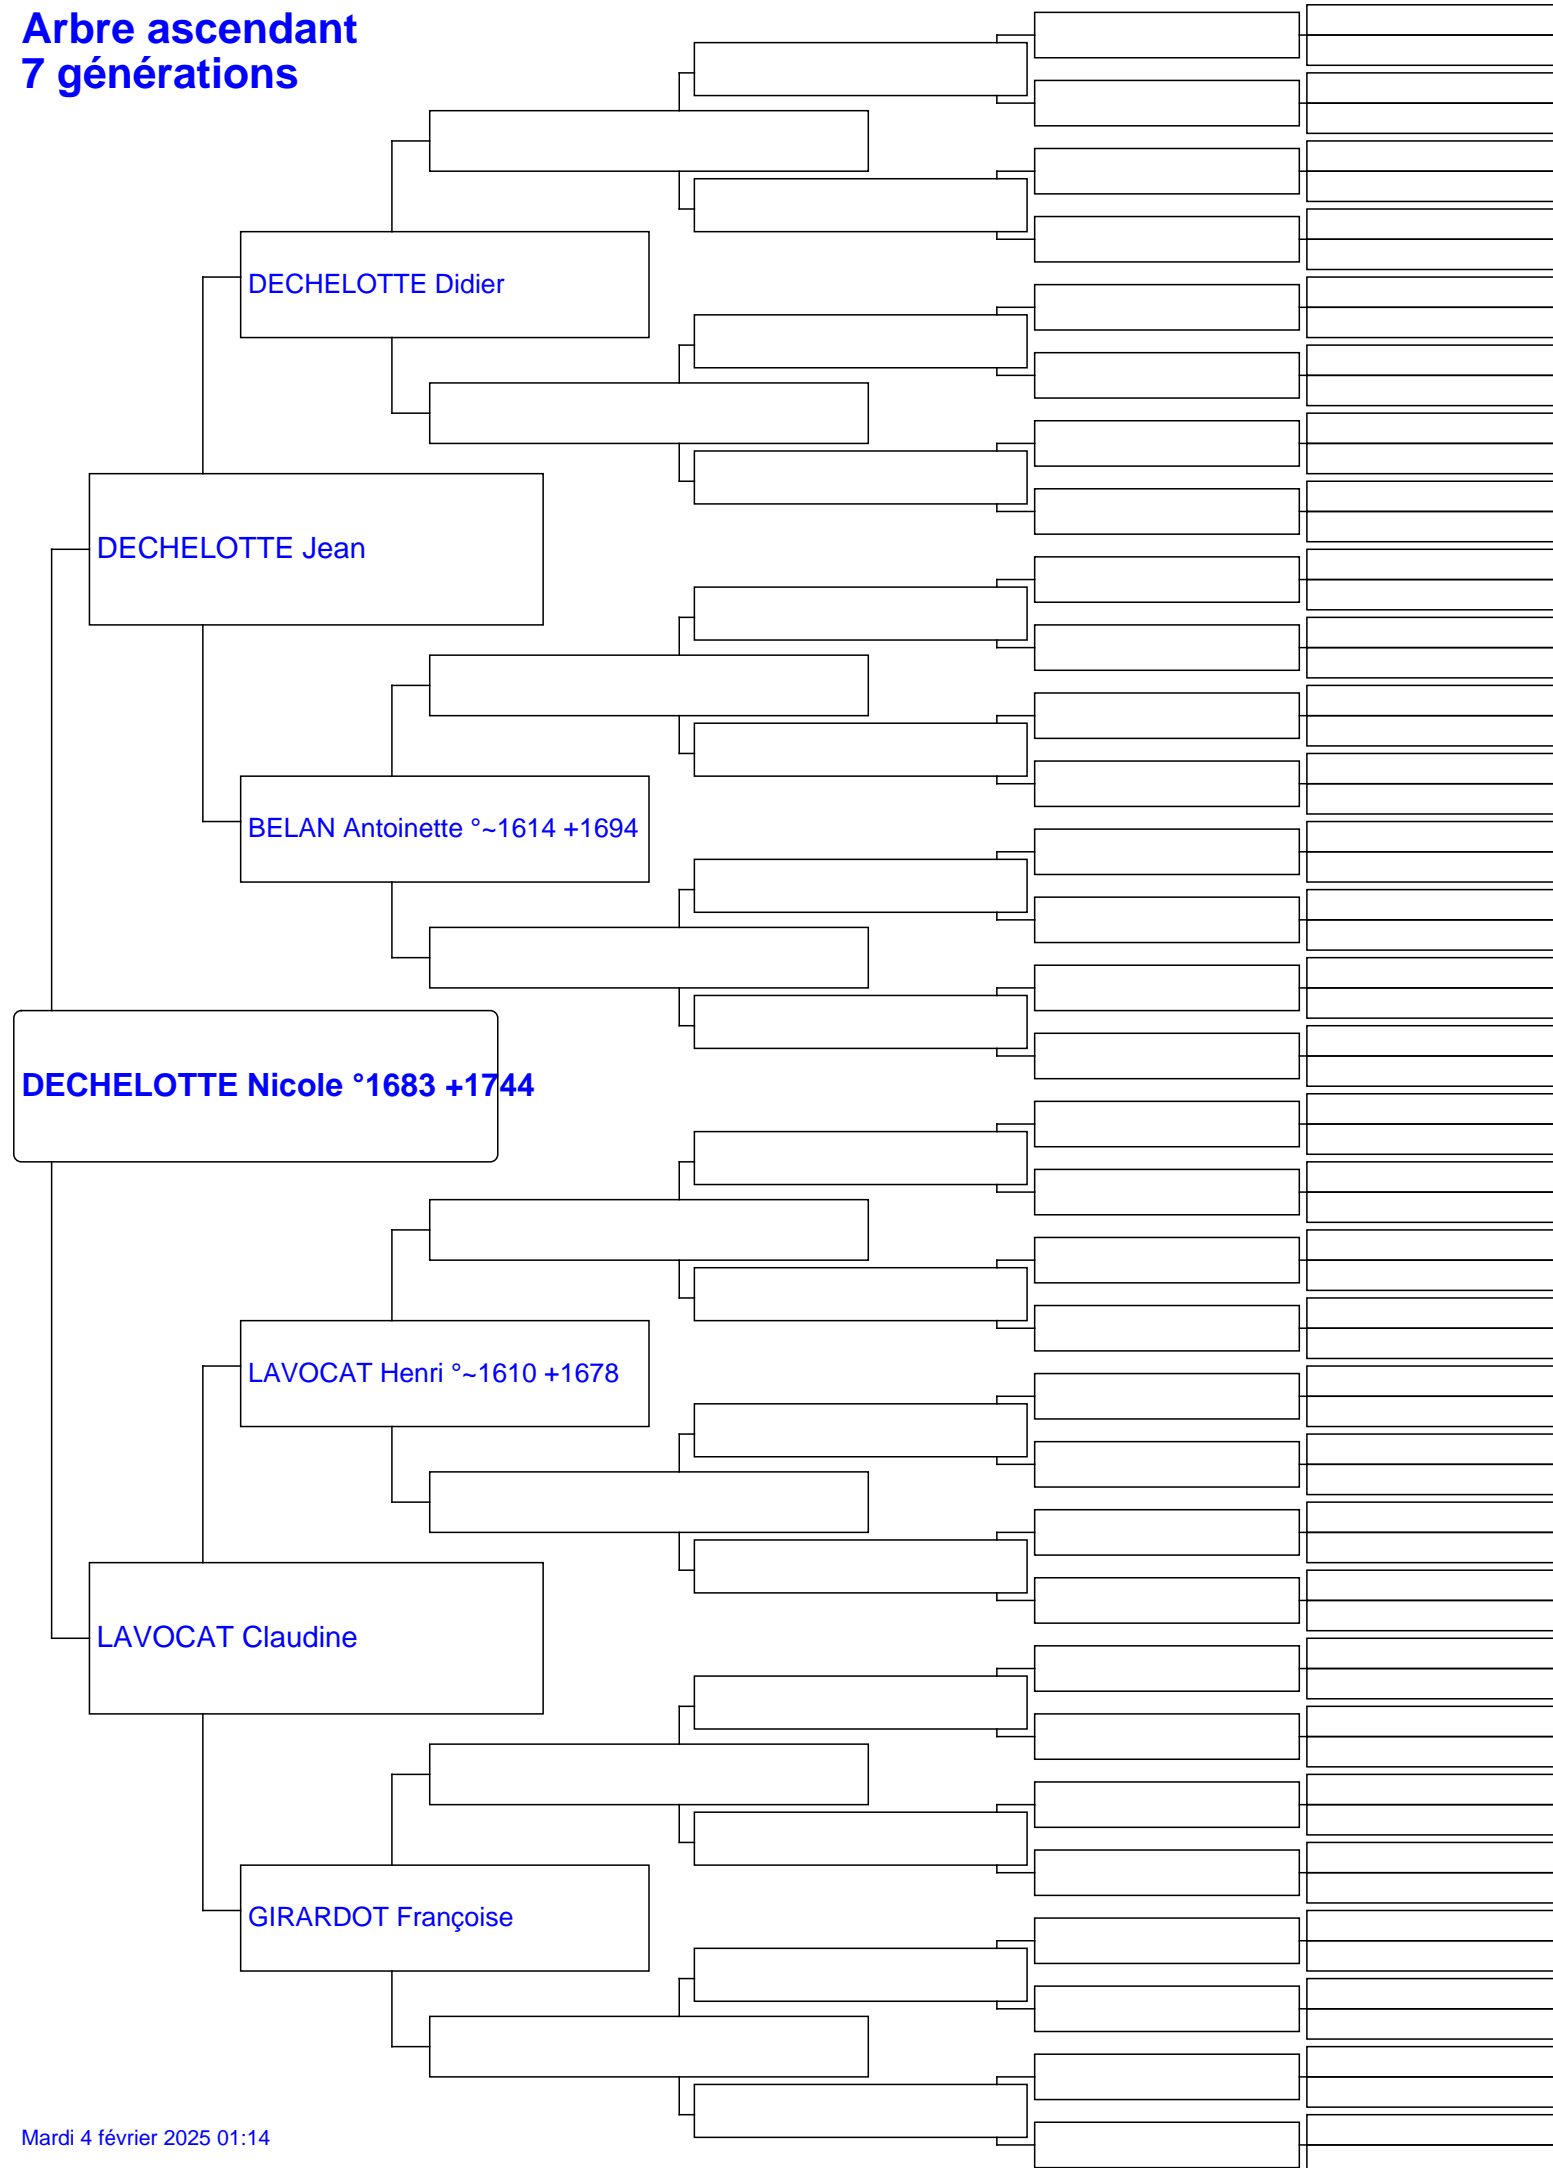 Arbre ascendant
7 générations
DECHELOTTE Didier
DECHELOTTE Jean
BELAN Antoinette °~1614 +1694
DECHELOTTE Nicole °1683 +1744
LAVOCAT Henri °~1610 +1678
LAVOCAT Claudine
GIRARDOT Françoise
Mardi 4 février 2025 01:14